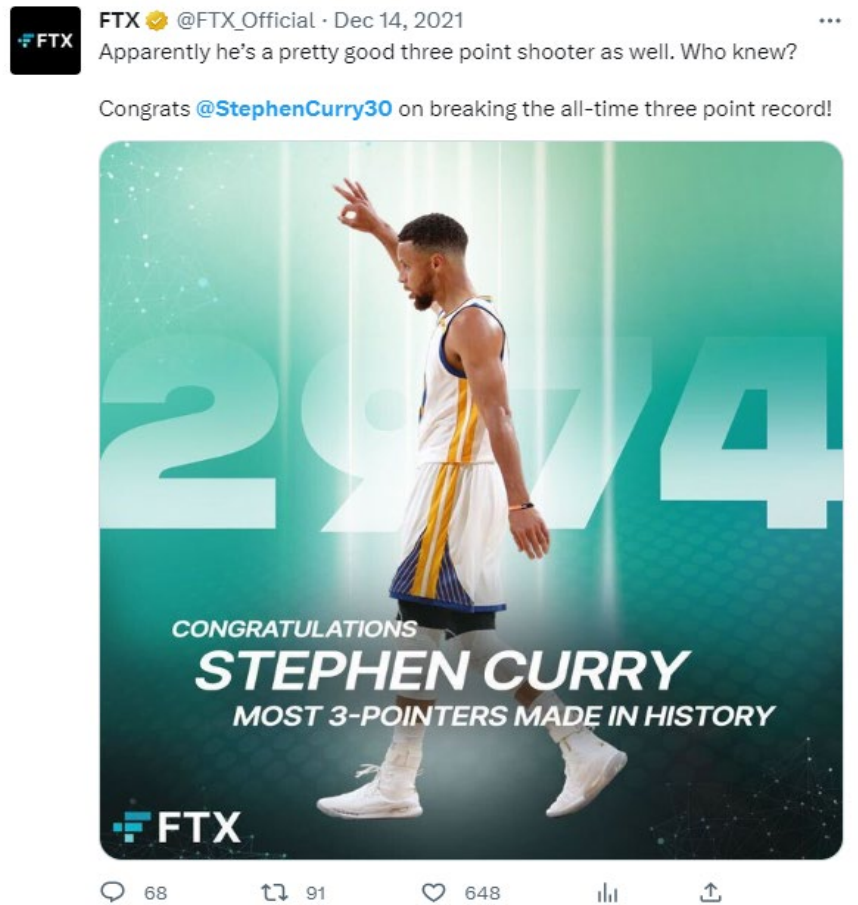 FTX @FTX_Official · Dec 14, 2021
FTX
Apparently he's a pretty good three point shooter as well. Who knew?
Congrats @StephenCurry30 on breaking the all-time three point record!
2974
CONGRATULATIONS
STEPHEN CURRY
MOST 3-POINTERS MADE IN HISTORY
FTX
68 91 648